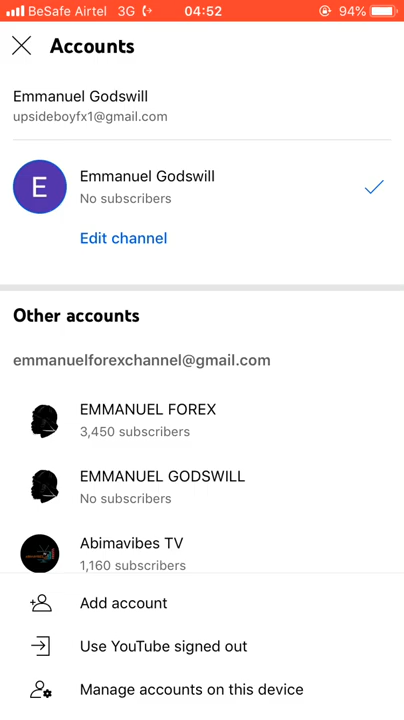 BeSafe Airtel 3G 04:52 94%
Accounts
Emmanuel Godswill
upsideboyfx1@gmail.com
E
Emmanuel Godswill
No subscribers
Edit channel
Other accounts
emmanuelforexchannel@gmail.com
EMMANUEL FOREX
3,450 subscribers
EMMANUEL GODSWILL
No subscribers
Abimavibes TV
1,160 subscribers
Add account
Use YouTube signed out
Manage accounts on this device